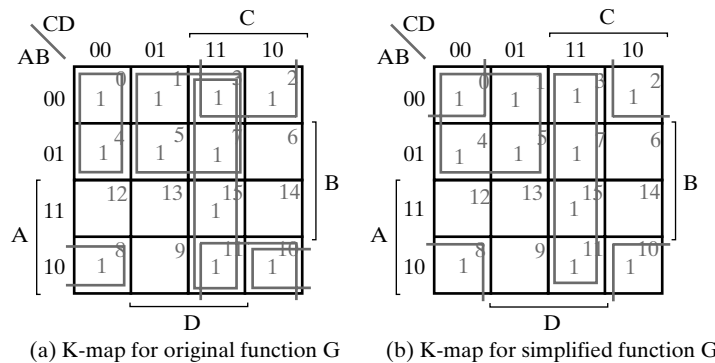 CD
C
AB
00 01 11 10
0 1 3 2
00 1 1 1 1
4 5 7 6
01 1 1 1
B
12 13 15 14
11 1
A
8 9 11 10
10 1 1 1
D
(a) K-map for original function G
CD
C
AB
00 01 11 10
0 1 3 2
00 1 1 1 1
4 5 7 6
01 1 1 1
B
12 13 15 14
11 1
A
8 9 11 10
10 1 1 1
D
(b) K-map for simplified function G